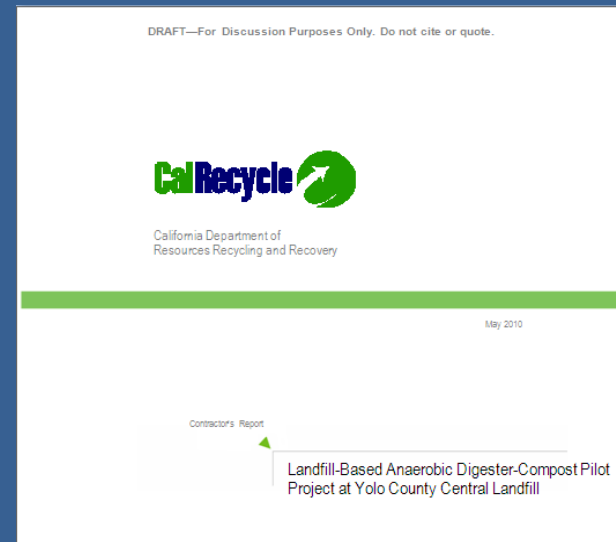 DRAFT—For Discussion Purposes Only. Do not cite or quote.
CalRecycle
California Department of
Resources Recycling and Recovery
May 2010
Contractor's Report
Landfill-Based Anaerobic Digester-Compost Pilot
Project at Yolo County Central Landfill